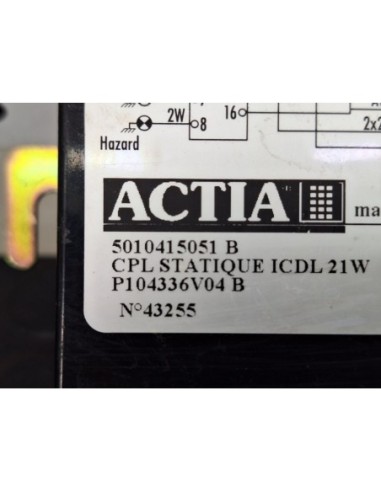 16
2W
8
Hazard
ACTIA
ma
5010415051 B
CPL STATIQUE ICDL 21W
P104336V04 B
N°43255